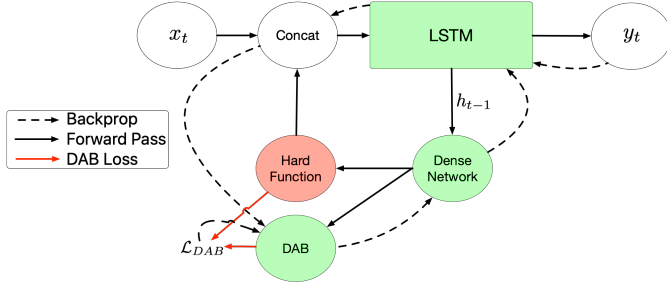 x_t
Concat
LSTM
y_t
h_{t-1}
Backprop
Forward Pass
DAB Loss
Hard
Function
Dense
Network
ℒ_{DAB}
DAB